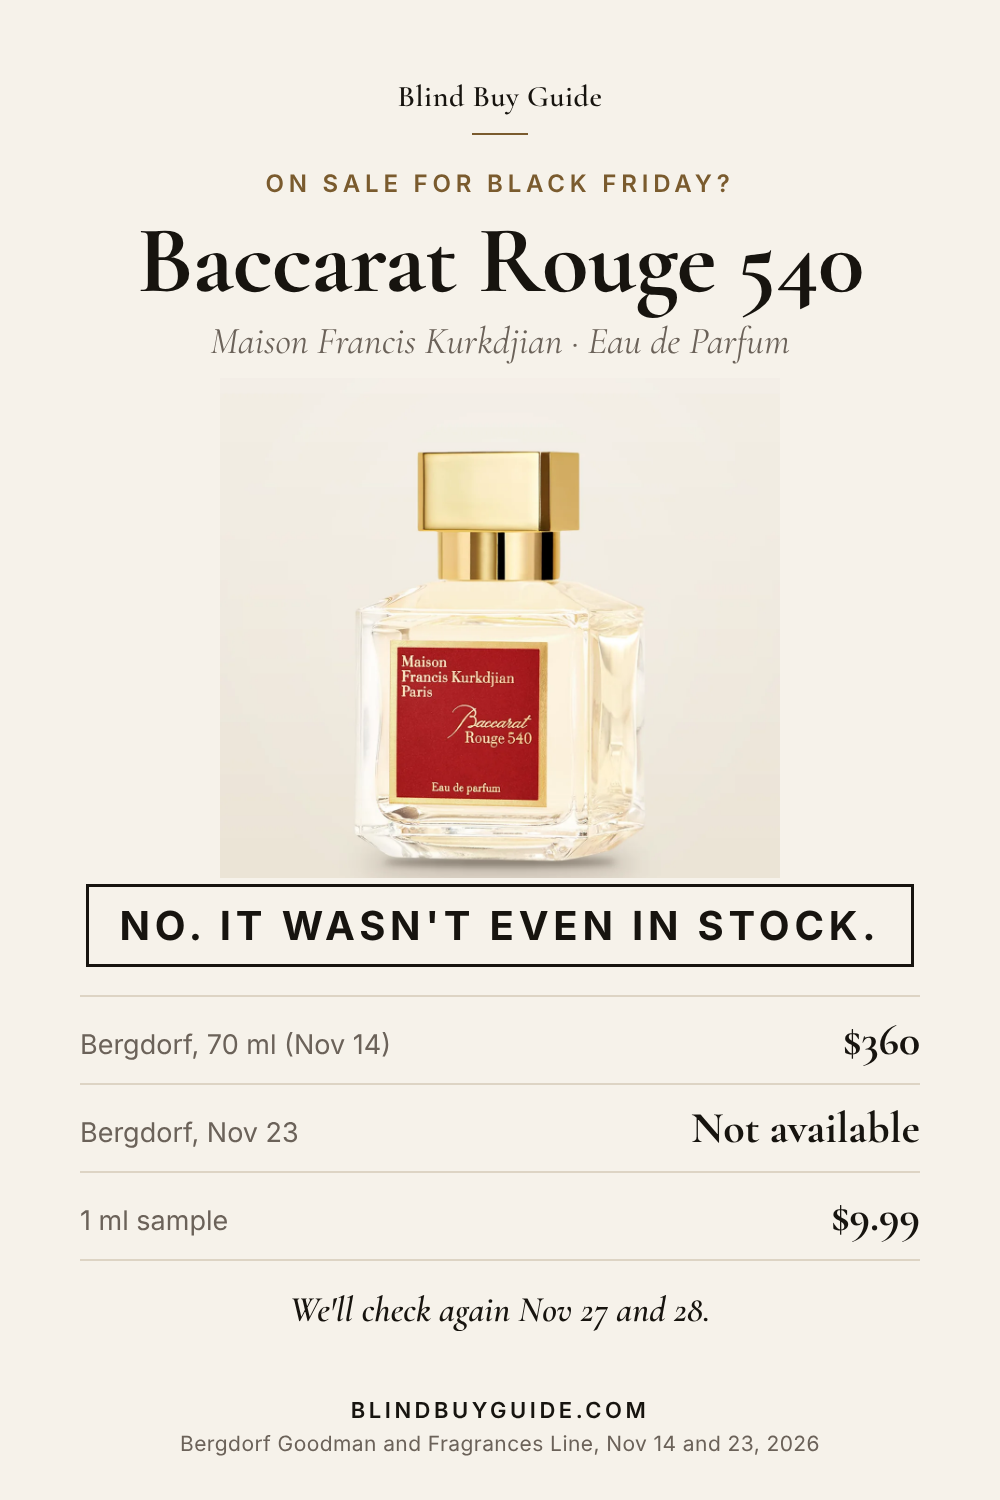 Blind Buy Guide
ON SALE FOR BLACK FRIDAY?
Baccarat Rouge 540
Maison Francis Kurkdjian · Eau de Parfum
Maison
Francis Kurkdjian
Paris
Baccarat
Rouge 540
Eau de parfum
NO. IT WASN'T EVEN IN STOCK.
Bergdorf, 70 ml (Nov 14) $360
Bergdorf, Nov 23 Not available
1 ml sample $9.99
We'll check again Nov 27 and 28.
BLINDBUYGUIDE.COM
Bergdorf Goodman and Fragrances Line, Nov 14 and 23, 2026